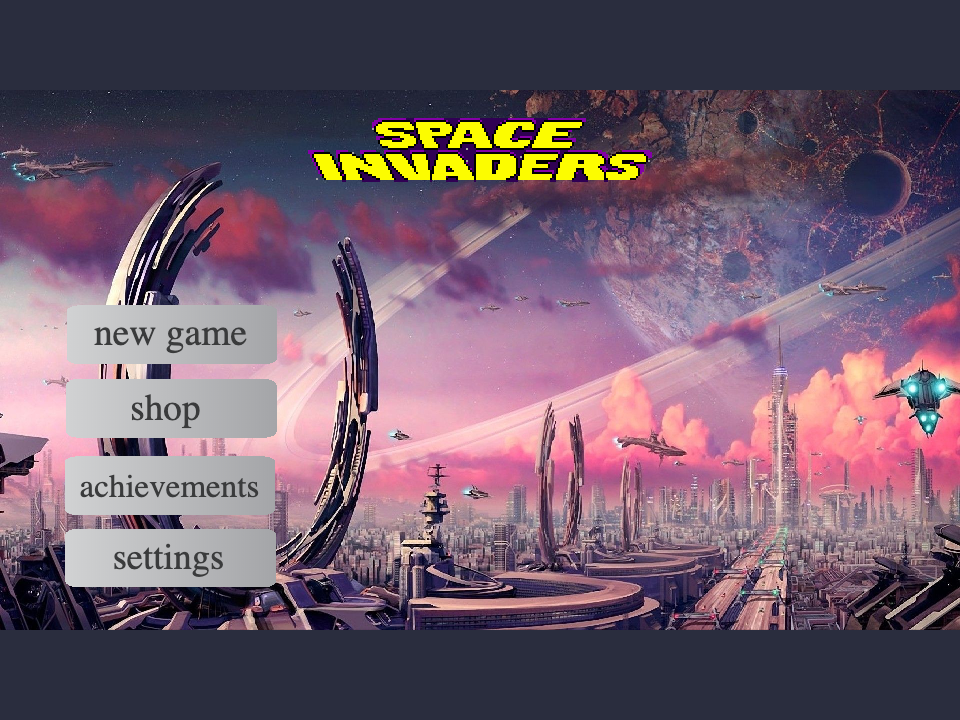 SPACE
INVADERS
new game
shop
achievements
settings